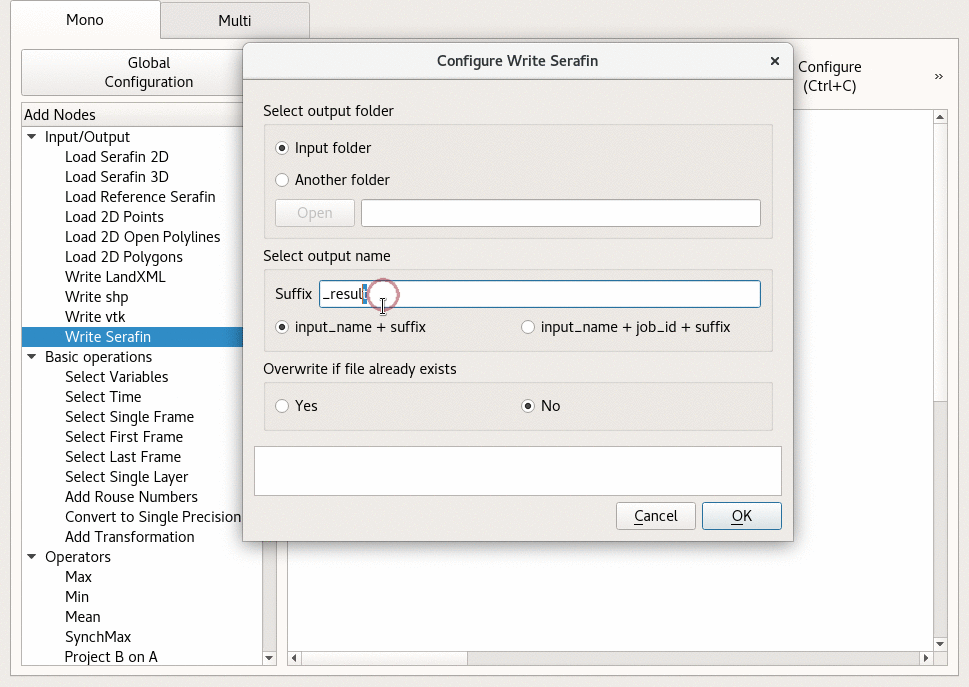 Mono
Multi
Global
Configuration
Configure
(Ctrl+C)
»
Add Nodes
Input/Output
Load Serafin 2D
Load Serafin 3D
Load Reference Serafin
Load 2D Points
Load 2D Open Polylines
Load 2D Polygons
Write LandXML
Write shp
Write vtk
Write Serafin
Basic operations
Select Variables
Select Time
Select Single Frame
Select First Frame
Select Last Frame
Select Single Layer
Add Rouse Numbers
Convert to Single Precision
Add Transformation
Operators
Max
Min
Mean
SynchMax
Project B on A
Configure Write Serafin
Select output folder
Input folder
Another folder
Open
Select output name
Suffix _result
input_name + suffix
input_name + job_id + suffix
Overwrite if file already exists
Yes
No
Cancel
OK